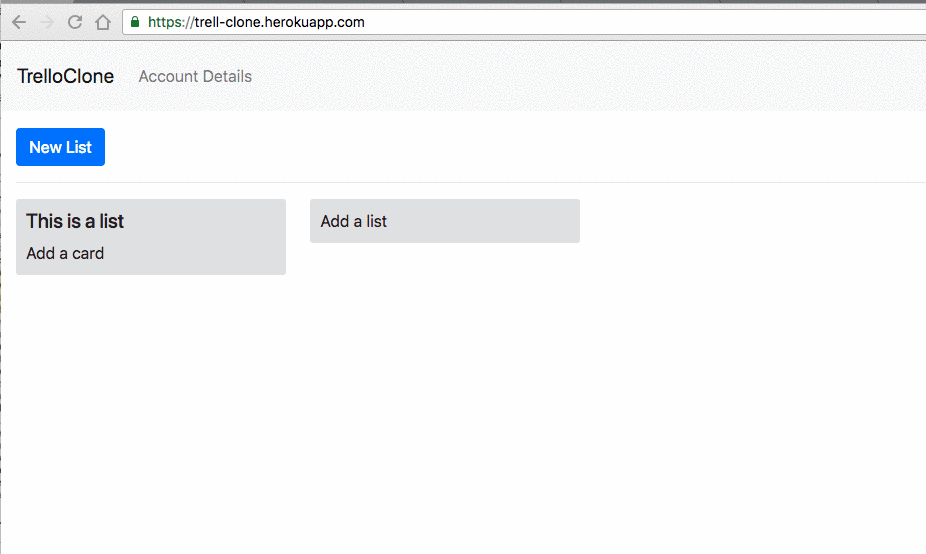 https://trell-clone.herokuapp.com
TrelloClone Account Details
New List
This is a list
Add a card
Add a list